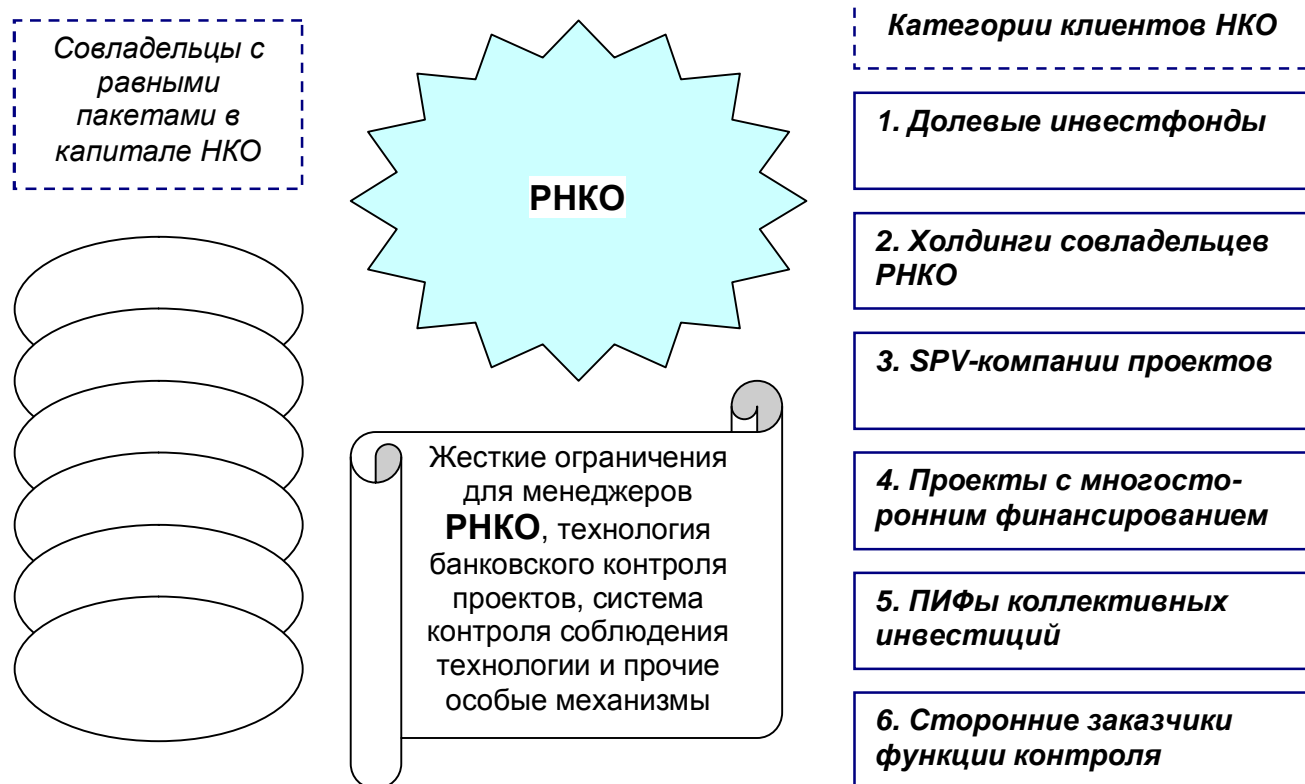 Совладельцы с
равными
пакетами в
капитале НКО
РНКО
Жесткие ограничения
для менеджеров
РНКО, технология
банковского контроля
проектов, система
контроля соблюдения
технологии и прочие
особые механизмы
Категории клиентов НКО
1. Долевые инвестфонды
2. Холдинги совладельцев
РНКО
3. SPV-компании проектов
4. Проекты с многосто-
ронним финансированием
5. ПИФы коллективных
инвестиций
6. Сторонние заказчики
функции контроля